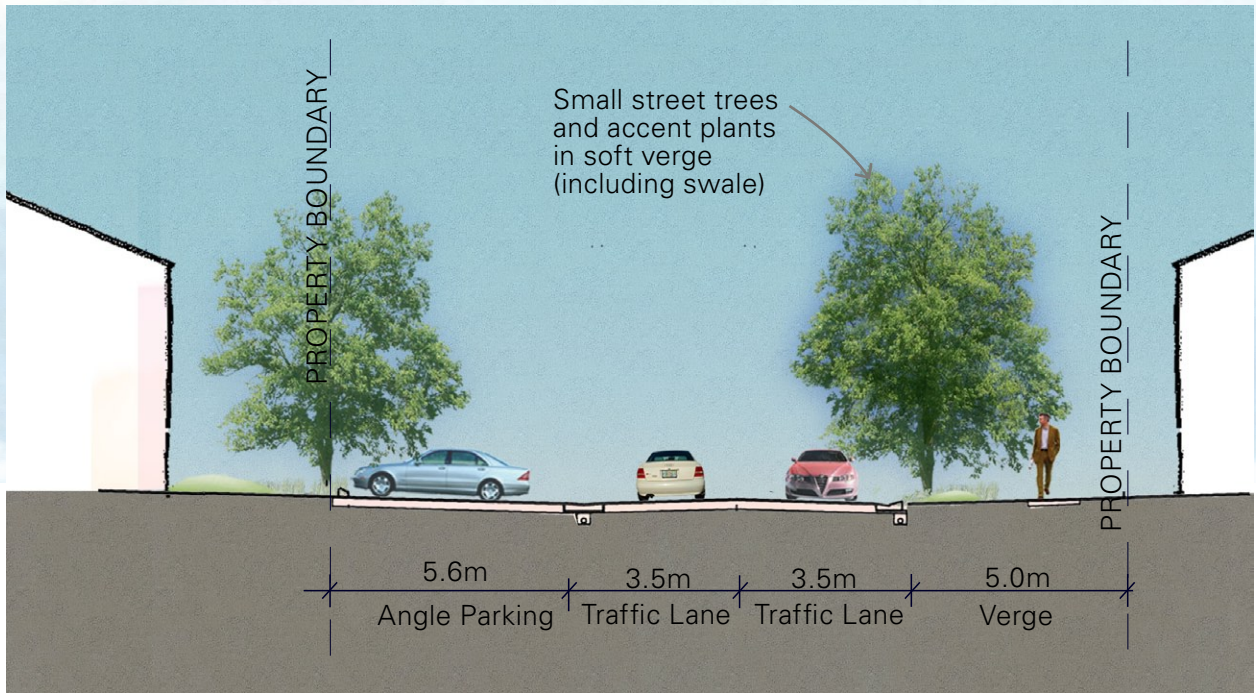 PROPERTY BOUNDARY
Small street trees
and accent plants
in soft verge
(including swale)
PROPERTY BOUNDARY
5.6m
3.5m
3.5m
5.0m
Angle Parking
Traffic Lane
Traffic Lane
Verge